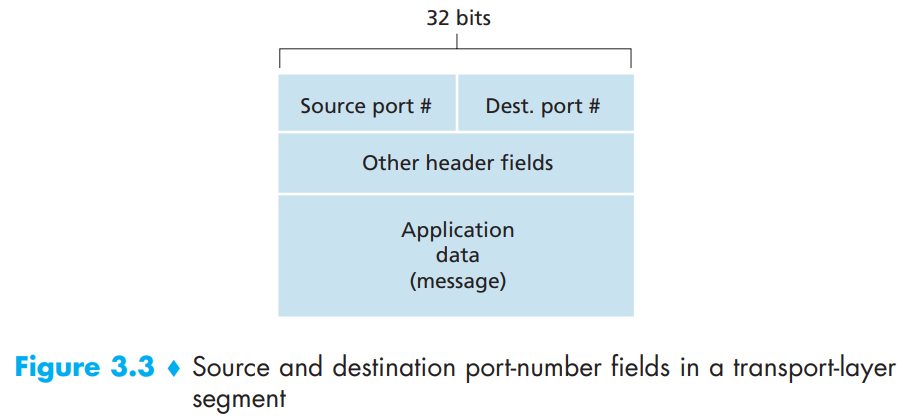 32 bits
Source port # Dest. port #
Other header fields
Application
data
(message)
Figure 3.3 ♦ Source and destination port-number fields in a transport-layer
segment